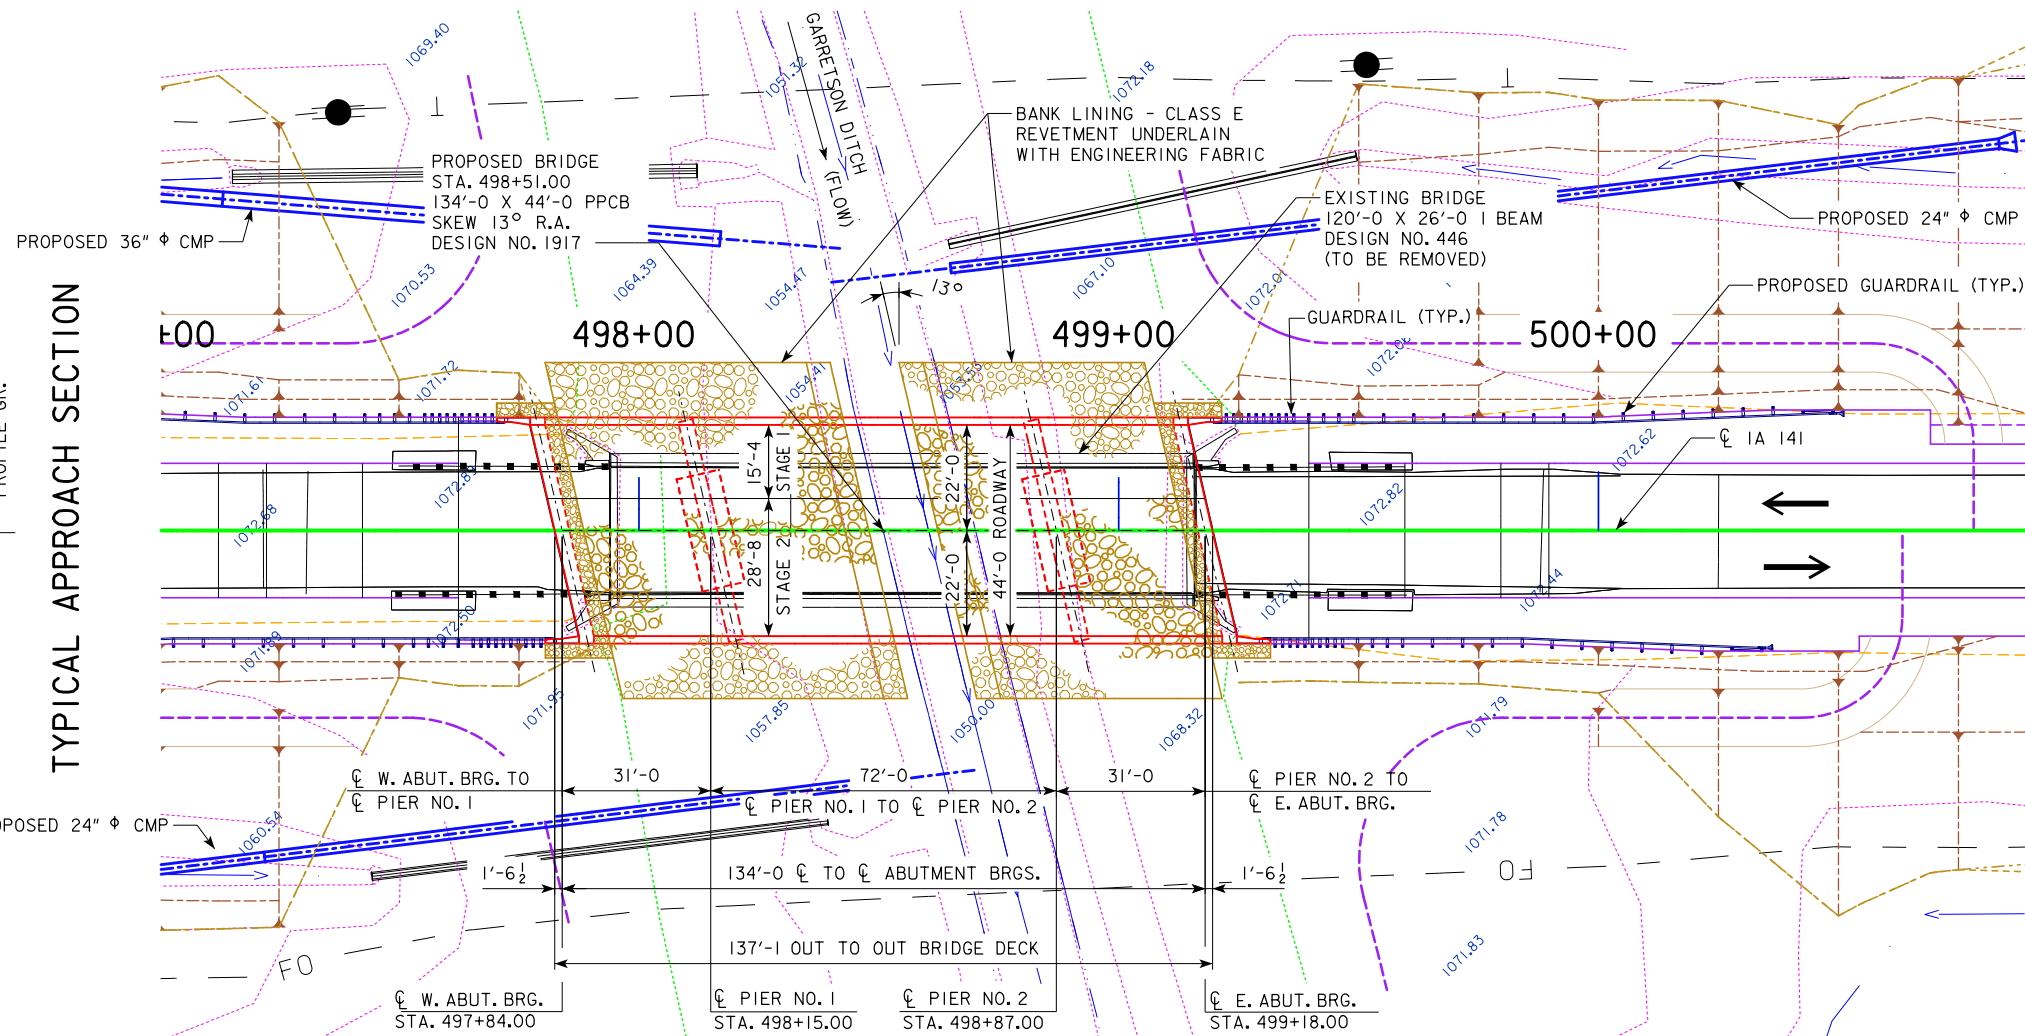 1069.40
1051.32
GARRETSON DITCH
(FLOW)
1072.18
BANK LINING - CLASS E
REVETMENT UNDERLAIN
WITH ENGINEERING FABRIC
PROPOSED BRIDGE
STA. 498+51.00
134'-0 X 44'-0 PPCB
SKEW 13° R.A.
DESIGN NO. 1917
EXISTING BRIDGE
120'-0 X 26'-0 I BEAM
DESIGN NO. 446
(TO BE REMOVED)
PROPOSED 36" ϕ CMP
PROPOSED 24" ϕ CMP
1070.53
1064.39
1054.47
13°
1067.10
1072.01
PROPOSED GUARDRAIL (TYP.)
GUARDRAIL (TYP.)
+00
498+00
499+00
500+00
TYPICAL APPROACH SECTION
PROFILE GR.
1071.61
1071.72
1054.41
1053.53
℄ IA 141
1072.62
1072.68
1072.83
15'-4
STAGE 1
28'-8
STAGE 2
22'-0
22'-0
44'-0 ROADWAY
1072.82
1071.89
1072.50
1072.71
1072.44
1071.95
1057.85
1050.00
1068.32
1071.79
℄ W. ABUT. BRG. TO
℄ PIER NO. 1
31'-0
72'-0
℄ PIER NO. 1 TO ℄ PIER NO. 2
31'-0
℄ PIER NO. 2 TO
℄ E. ABUT. BRG.
OPOSED 24" ϕ CMP
1060.54
1071.78
1'-6½
134'-0 ℄ TO ℄ ABUTMENT BRGS.
1'-6½
FO
137'-1 OUT TO OUT BRIDGE DECK
FO
1071.83
℄ W. ABUT. BRG.
STA. 497+84.00
℄ PIER NO. 1
STA. 498+15.00
℄ PIER NO. 2
STA. 498+87.00
℄ E. ABUT. BRG.
STA. 499+18.00